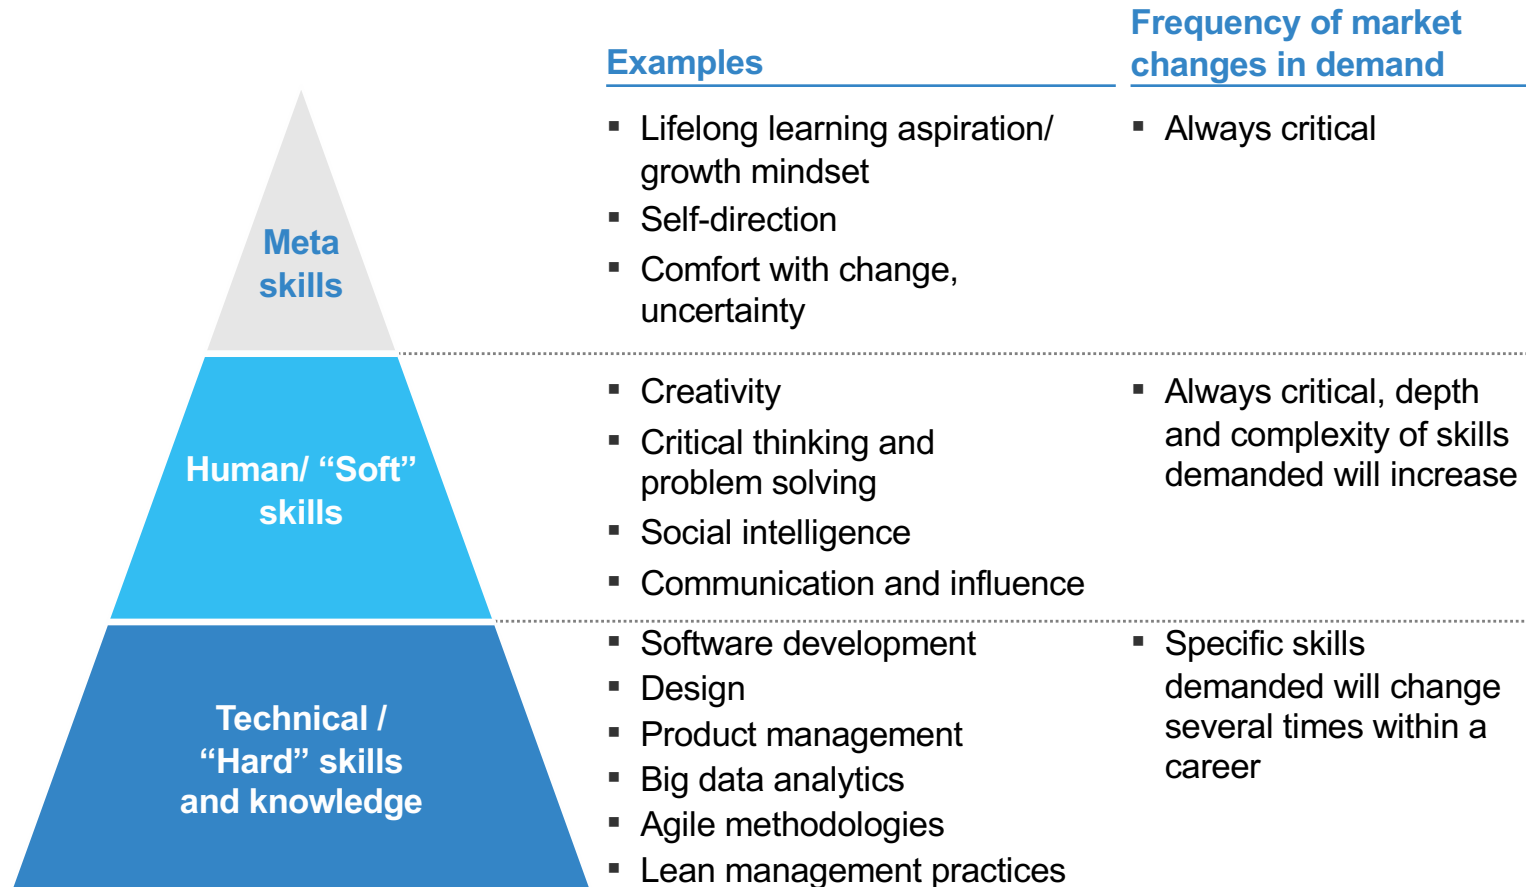 Examples
Frequency of market
changes in demand
Meta
skills
▪ Lifelong learning aspiration/
growth mindset
▪ Self-direction
▪ Comfort with change,
uncertainty
▪ Always critical
Human/ “Soft”
skills
▪ Creativity
▪ Critical thinking and
problem solving
▪ Social intelligence
▪ Communication and influence
▪ Always critical, depth
and complexity of skills
demanded will increase
Technical /
“Hard” skills
and knowledge
▪ Software development
▪ Design
▪ Product management
▪ Big data analytics
▪ Agile methodologies
▪ Lean management practices
▪ Specific skills
demanded will change
several times within a
career